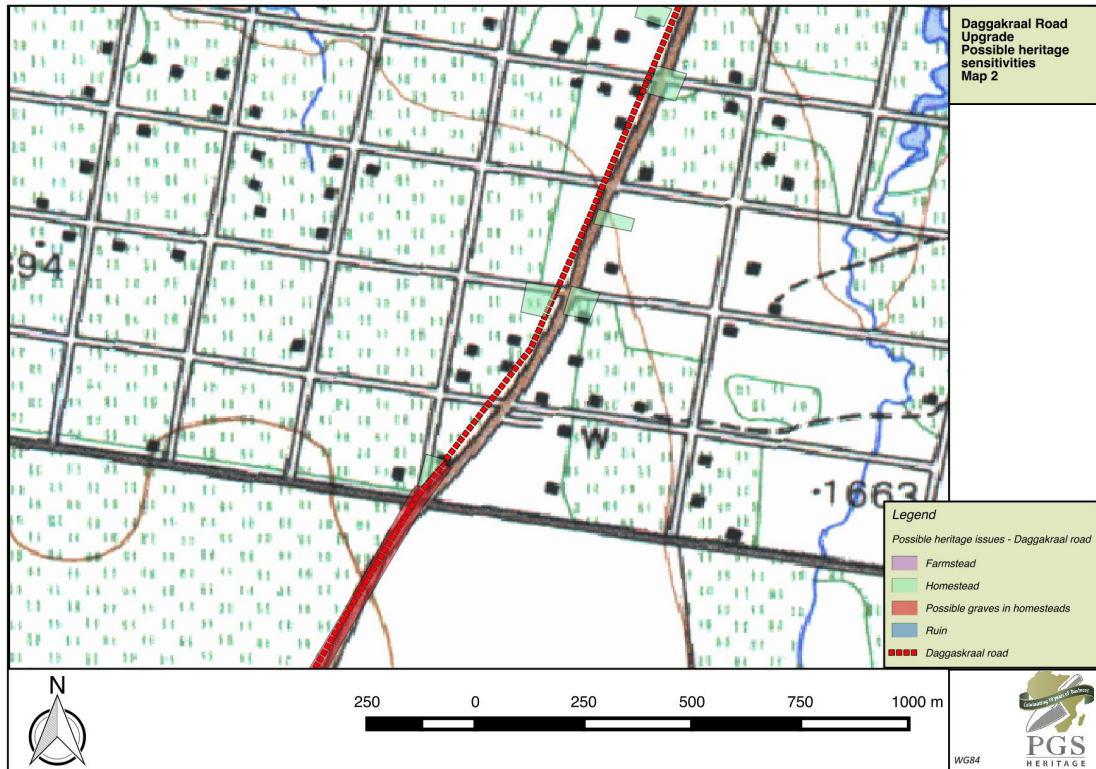 Daggakraal Road
Upgrade
Possible heritage
sensitivities
Map 2
894
W
·1663
Legend
Possible heritage issues - Daggakraal road
Farmstead
Homestead
Possible graves in homesteads
Ruin
Daggaskraal road
N
250 0 250 500 750 1000 m
WG84
PGS
HERITAGE